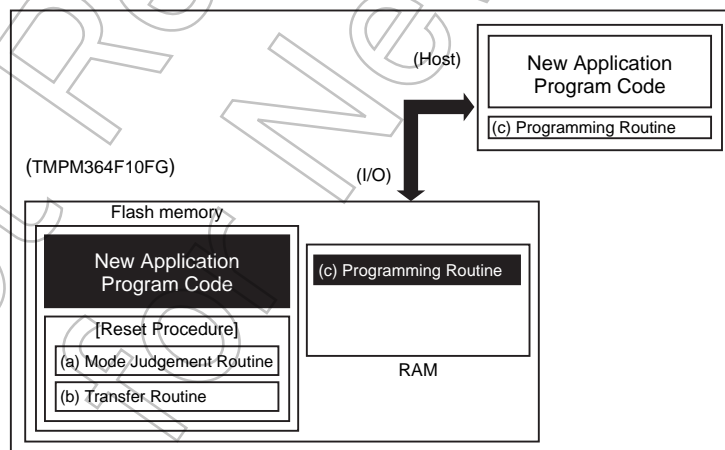 (Host)
New Application
Program Code
(c) Programming Routine
(TMPM364F10FG)
(I/O)
Flash memory
New Application
Program Code
[Reset Procedure]
(a) Mode Judgement Routine
(b) Transfer Routine
(c) Programming Routine
RAM